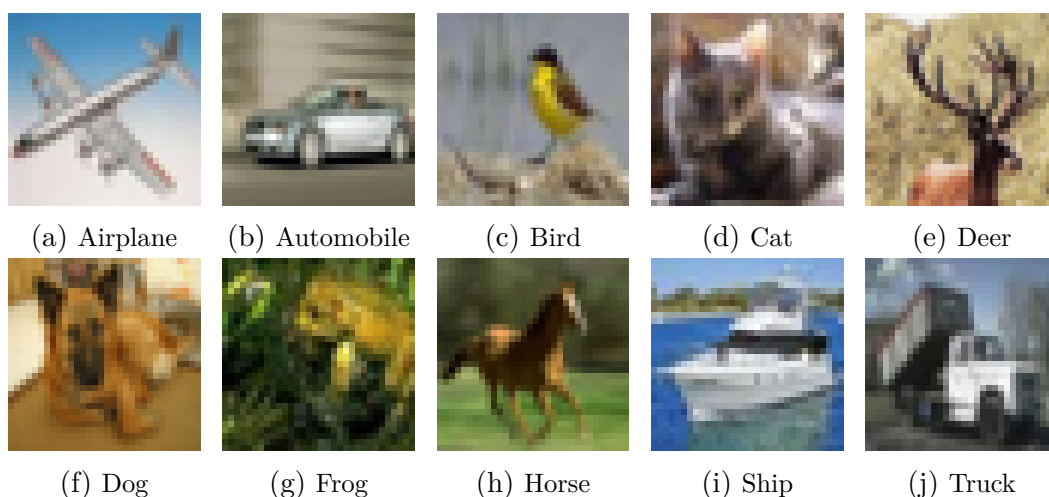 (a) Airplane (b) Automobile (c) Bird (d) Cat (e) Deer
(f) Dog (g) Frog (h) Horse (i) Ship (j) Truck